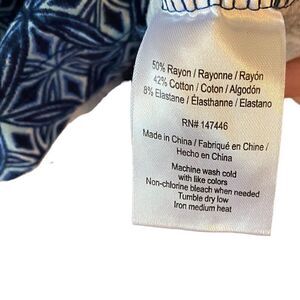 50% Rayon / Rayonne / Rayón
42% Cotton / Coton / Algodón
8% Elastane / Élasthanne / Elastano
RN# 147446
Made in China / Fabriqué en Chine /
Hecho en China
Machine wash cold
with like colors
Non-chlorine bleach when needed
Tumble dry low
Iron medium heat